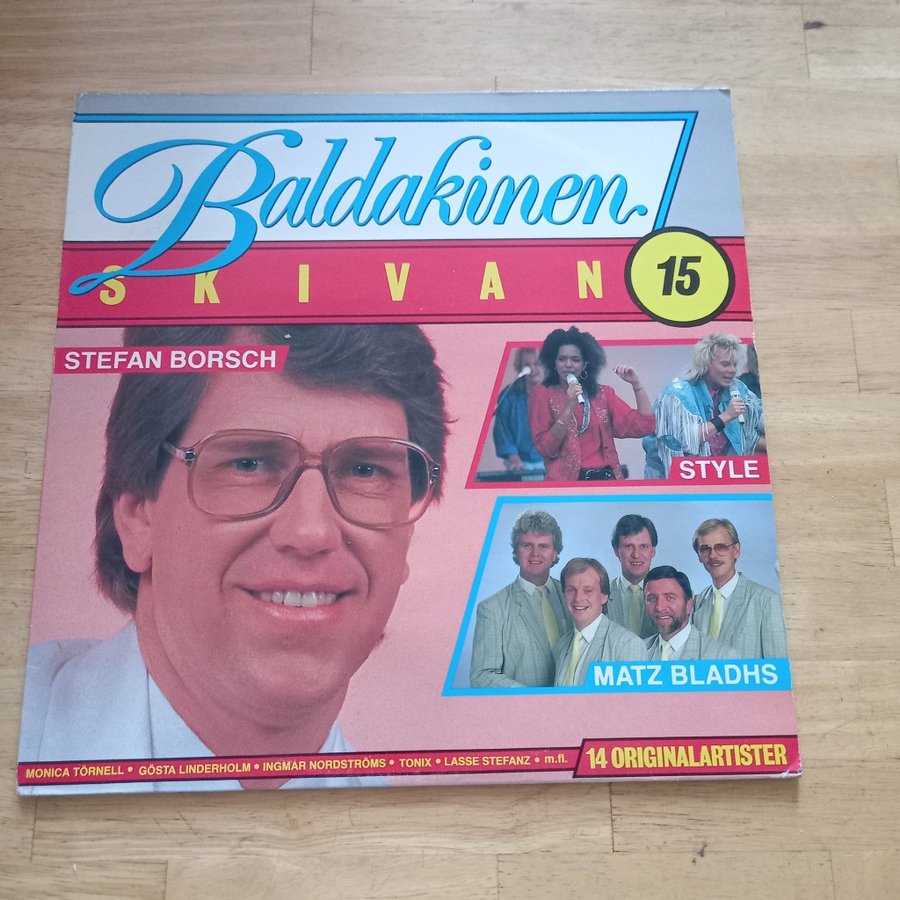 Baldakinen
SKIVAN 15
STEFAN BORSCH
STYLE
MATZ BLADHS
MONICA TÖRNELL • GÖSTA LINDERHOLM • INGMAR NORDSTRÖMS • TONIX • LASSE STEFANZ • m.fl.
14 ORIGINALARTISTER